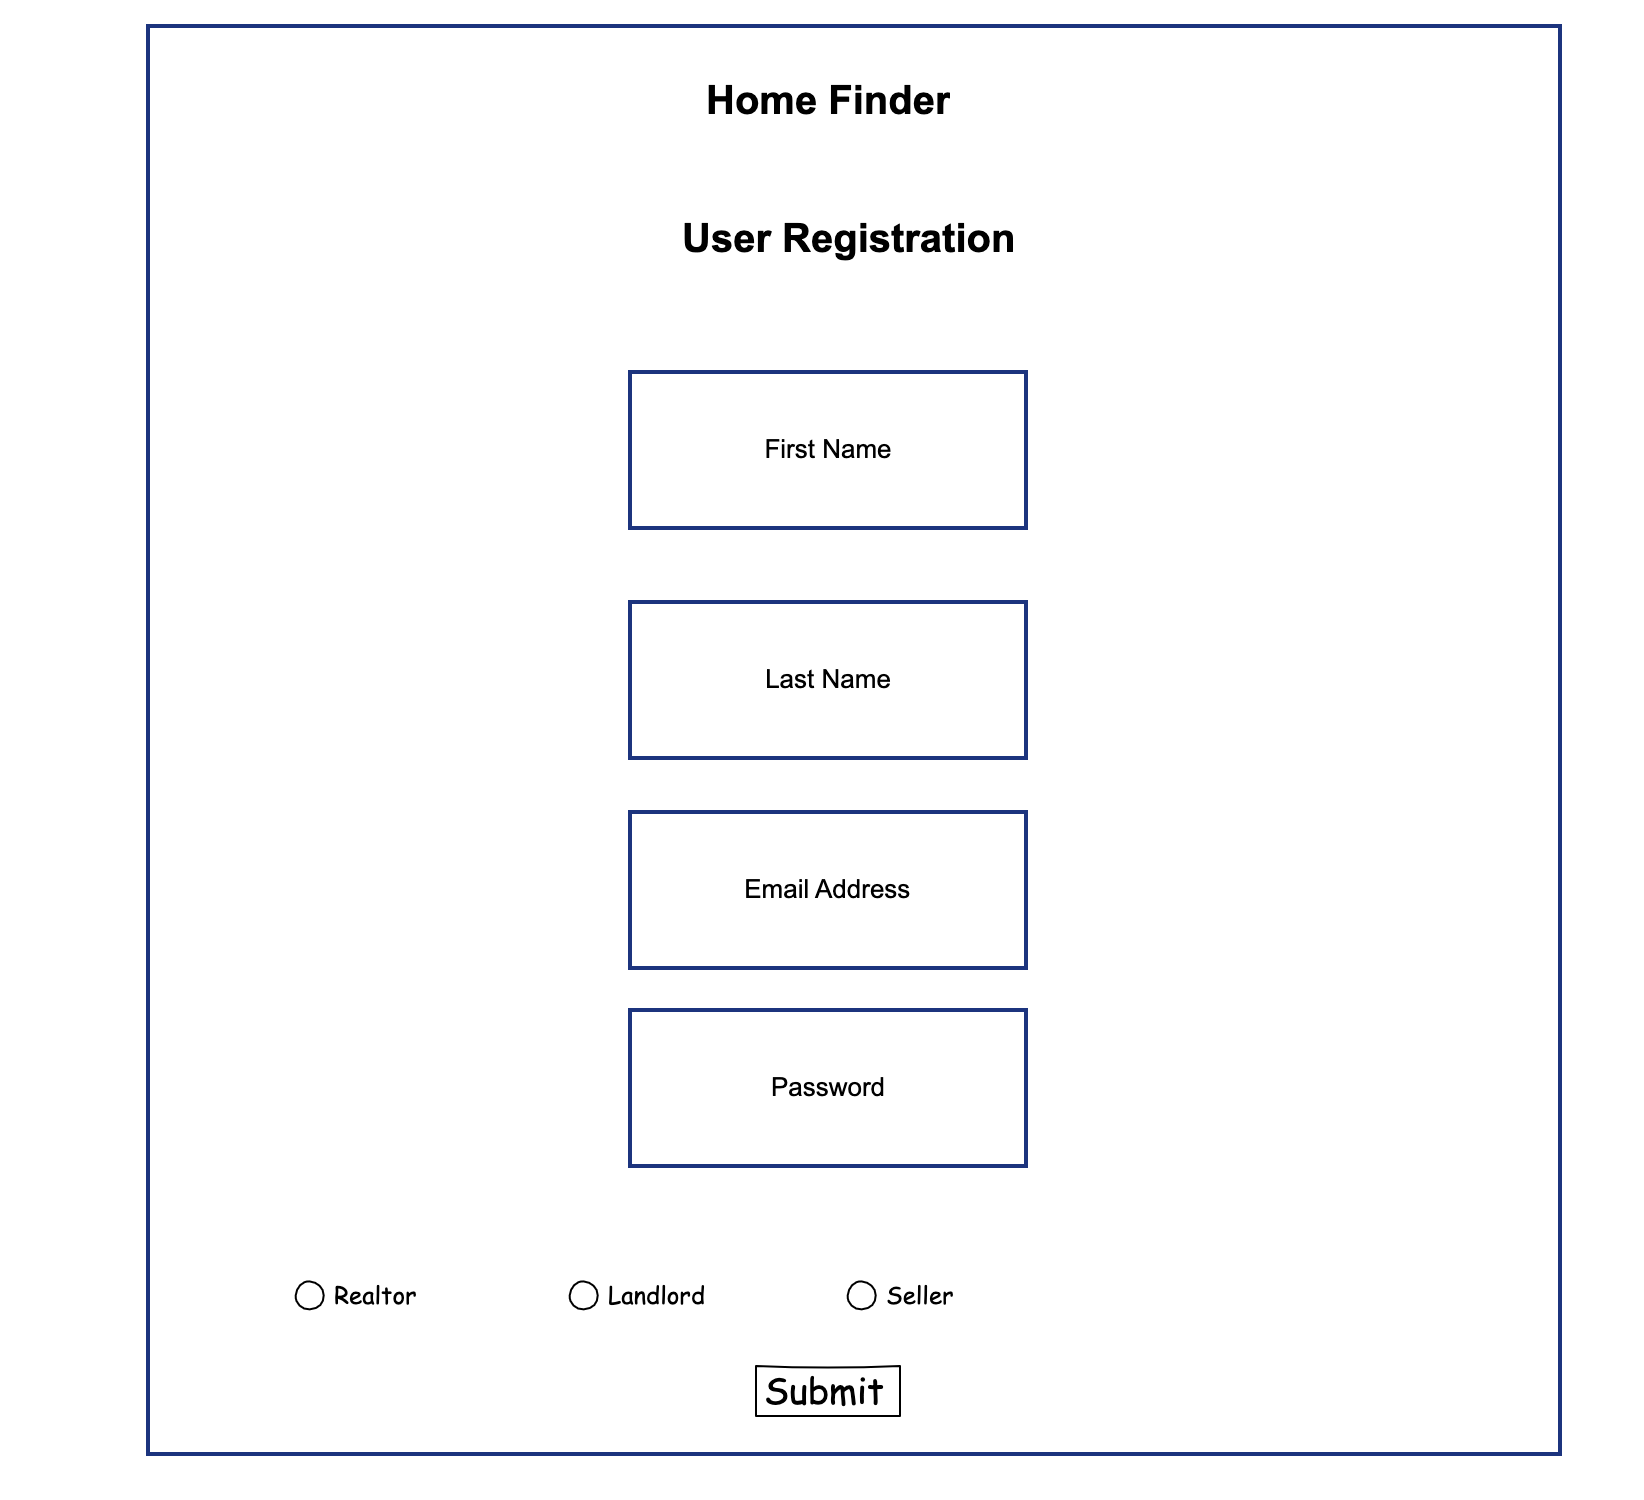 Home Finder
User Registration
First Name
Last Name
Email Address
Password
Realtor Landlord Seller
Submit